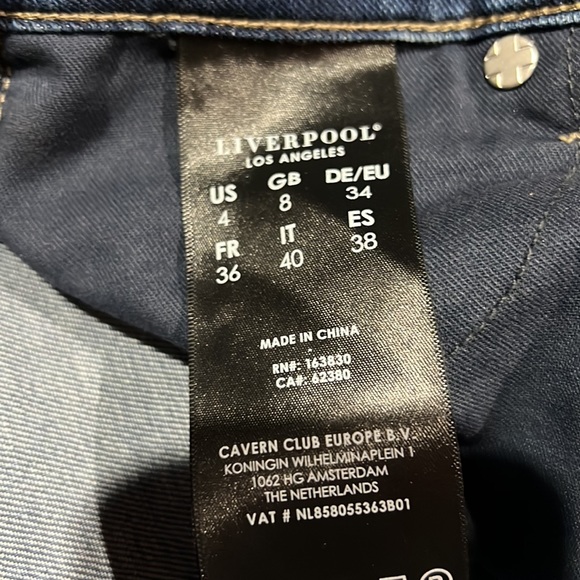 LIVERPOOL®
LOS ANGELES
US GB DE/EU
4 8 34
FR IT ES
36 40 38
MADE IN CHINA
RN#: 163830
CA#: 62380
CAVERN CLUB EUROPE B.V.
KONINGIN WILHELMINAPLEIN 1
1062 HG AMSTERDAM
THE NETHERLANDS
VAT # NL858055363B01